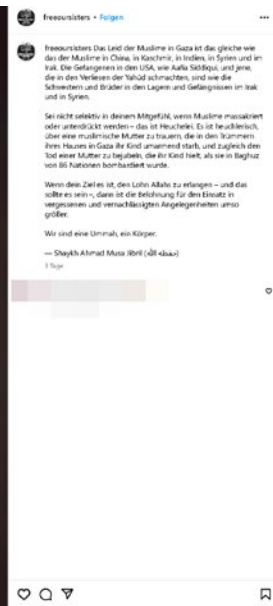 freeoursisters • Folgen
freeoursisters Das Leid der Muslime in Gaza ist das gleiche wie
das der Muslime in China, in Kaschmir, in Indien, in Syrien und im
Irak. Die Gefangenen in den USA, wie Aafia Siddiqui, und jene,
die in den Verliesen der Yahūd schmachten, sind wie die
Schwestern und Brüder in den Lagern und Gefängnissen im Irak
und in Syrien.
Sei nicht selektiv in deinem Mitgefühl, wenn Muslime massakriert
oder unterdrückt werden – das ist Heuchelei. Es ist heuchlerisch,
über eine muslimische Mutter zu trauern, die in den Trümmern
ihres Hauses in Gaza ihr Kind umarmend starb, und zugleich den
Tod einer Mutter zu bejubeln, die ihr Kind hielt, als sie in Baghuz
von 86 Nationen bombardiert wurde.
Wenn dein Ziel es ist, den Lohn Allahs zu erlangen – und das
sollte es sein –, dann ist die Belohnung für den Einsatz in
vergessenen und vernachlässigten Angelegenheiten umso
größer.
Wir sind eine Ummah, ein Körper.
— Shaykh Ahmad Musa Jibril (حفظه الله)
3 Tage